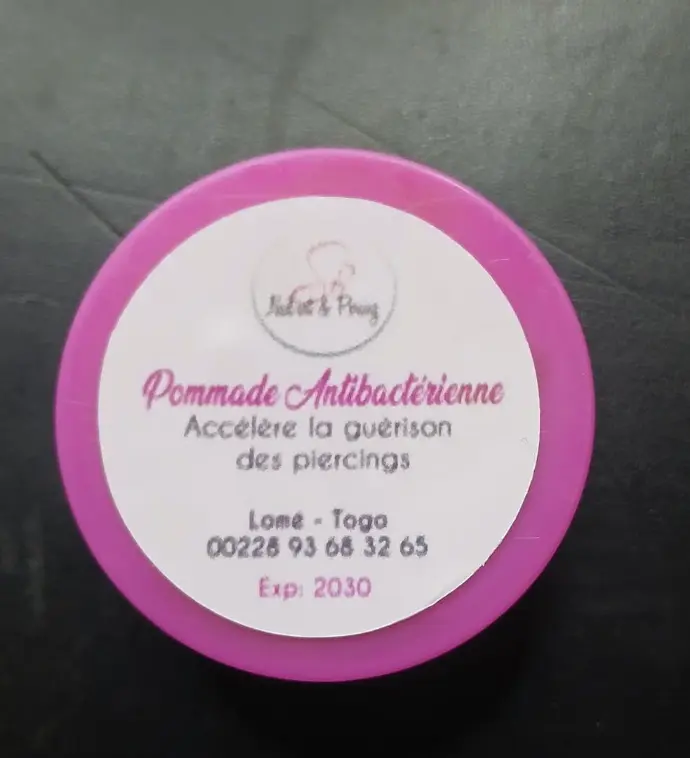 Pommade Antibactérienne
Accélère la guérison
des piercings
Lomé - Togo
00228 93 68 32 65
Exp: 2030